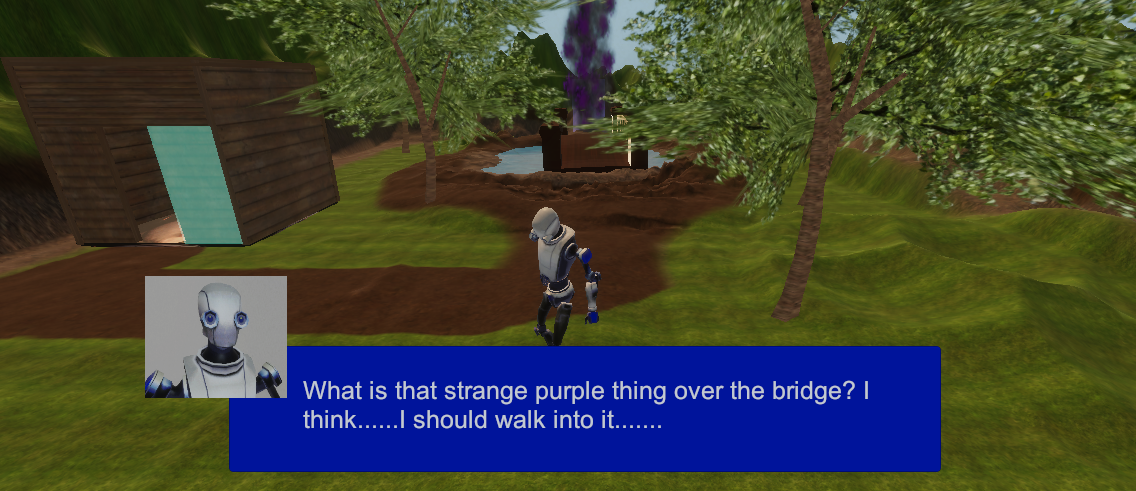 What is that strange purple thing over the bridge? I
think......I should walk into it.......